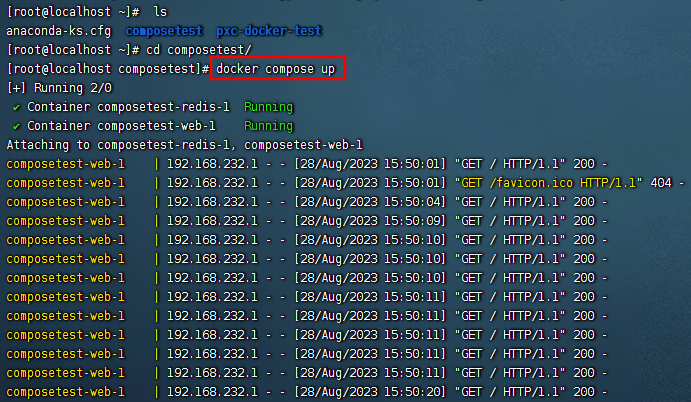 [root@localhost ~]#  ls
anaconda-ks.cfg  composetest  pxc-docker-test
[root@localhost ~]# cd composetest/
[root@localhost composetest]# docker compose up
[+] Running 2/0
 ✔ Container composetest-redis-1  Running
 ✔ Container composetest-web-1    Running
Attaching to composetest-redis-1, composetest-web-1
composetest-web-1    | 192.168.232.1 - - [28/Aug/2023 15:50:01] "GET / HTTP/1.1" 200 -
composetest-web-1    | 192.168.232.1 - - [28/Aug/2023 15:50:01] "GET /favicon.ico HTTP/1.1" 404 -
composetest-web-1    | 192.168.232.1 - - [28/Aug/2023 15:50:04] "GET / HTTP/1.1" 200 -
composetest-web-1    | 192.168.232.1 - - [28/Aug/2023 15:50:09] "GET / HTTP/1.1" 200 -
composetest-web-1    | 192.168.232.1 - - [28/Aug/2023 15:50:10] "GET / HTTP/1.1" 200 -
composetest-web-1    | 192.168.232.1 - - [28/Aug/2023 15:50:10] "GET / HTTP/1.1" 200 -
composetest-web-1    | 192.168.232.1 - - [28/Aug/2023 15:50:10] "GET / HTTP/1.1" 200 -
composetest-web-1    | 192.168.232.1 - - [28/Aug/2023 15:50:11] "GET / HTTP/1.1" 200 -
composetest-web-1    | 192.168.232.1 - - [28/Aug/2023 15:50:11] "GET / HTTP/1.1" 200 -
composetest-web-1    | 192.168.232.1 - - [28/Aug/2023 15:50:11] "GET / HTTP/1.1" 200 -
composetest-web-1    | 192.168.232.1 - - [28/Aug/2023 15:50:11] "GET / HTTP/1.1" 200 -
composetest-web-1    | 192.168.232.1 - - [28/Aug/2023 15:50:11] "GET / HTTP/1.1" 200 -
composetest-web-1    | 192.168.232.1 - - [28/Aug/2023 15:50:20] "GET / HTTP/1.1" 200 -